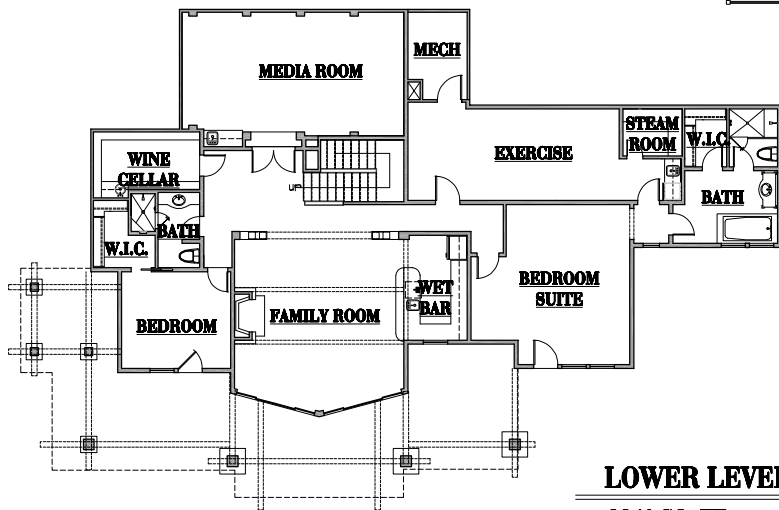 MECH
MEDIA ROOM
STEAM
ROOM
W.I.C.
EXERCISE
WINE
CELLAR
UP
BATH
BATH
W.I.C.
BEDROOM
SUITE
WET
BAR
FAMILY ROOM
BEDROOM
LOWER LEVEL